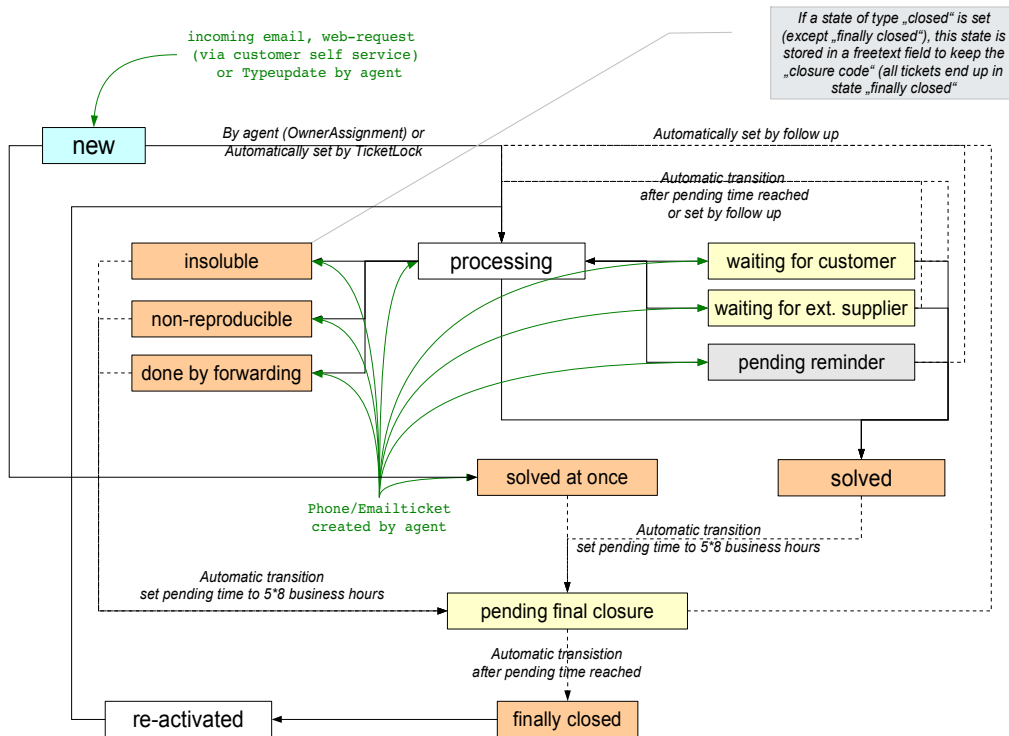 If a state of type „closed“ is set
(except „finally closed“), this state is
stored in a freetext field to keep the
„closure code“ (all tickets end up in
state „finally closed“
incoming email, web-request
(via customer self service)
or Typeupdate by agent
new
By agent (OwnerAssignment) or
Automatically set by TicketLock
Automatically set by follow up
Automatic transition
after pending time reached
or set by follow up
insoluble
processing
waiting for customer
non-reproducible
waiting for ext. supplier
done by forwarding
pending reminder
solved at once
solved
Phone/Emailticket
created by agent
Automatic transition
set pending time to 5*8 business hours
Automatic transition
set pending time to 5*8 business hours
pending final closure
Automatic transistion
after pending time reached
re-activated
finally closed